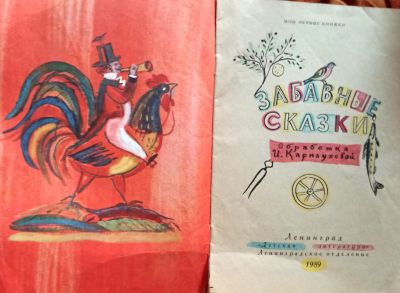 МОИ ПЕРВЫЕ КНИЖКИ
ЗАБАВНЫЕ
СКАЗКИ
Обработка
И. Карнауховой
Ленинград
«Детская литература»
Ленинградское отделение
1989